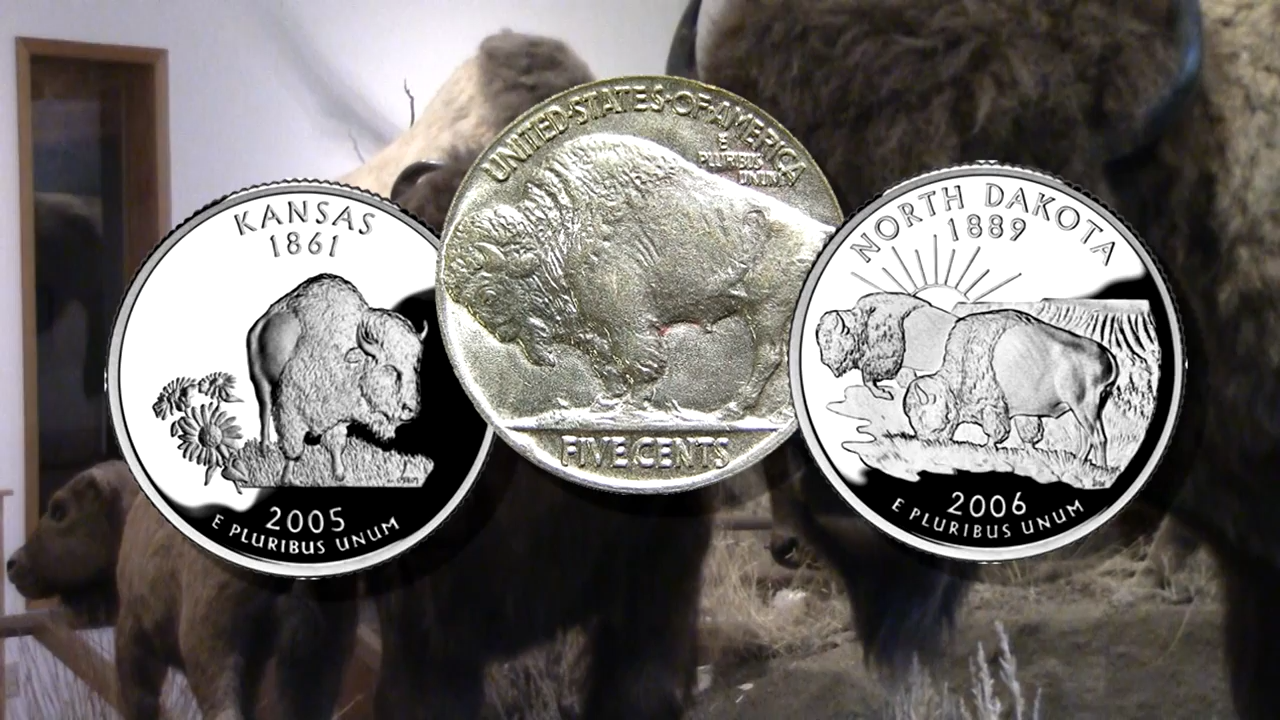 KANSAS
1861
2005
E PLURIBUS UNUM
UNITED·STATES·OF·AMERICA
E
PLURIBUS
UNUM
FIVE CENTS
NORTH DAKOTA
1889
2006
E PLURIBUS UNUM